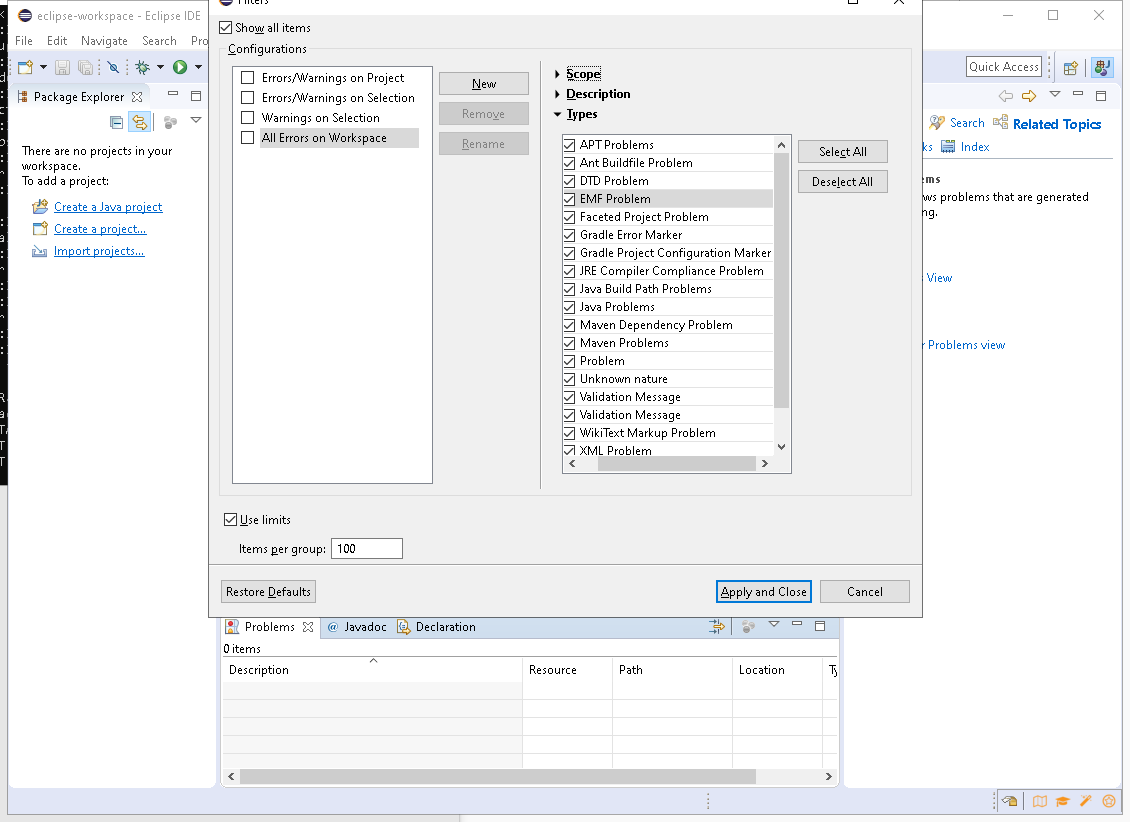 eclipse-workspace - Eclipse IDE
File Edit Navigate Search Pro
Quick Access
Package Explorer
There are no projects in your
workspace.
To add a project:
Create a Java project
Create a project...
Import projects...
Filters
Show all items
Configurations
Errors/Warnings on Project
Errors/Warnings on Selection
Warnings on Selection
All Errors on Workspace
New
Remove
Rename
Scope
Description
Types
APT Problems
Ant Buildfile Problem
DTD Problem
EMF Problem
Faceted Project Problem
Gradle Error Marker
Gradle Project Configuration Marker
JRE Compiler Compliance Problem
Java Build Path Problems
Java Problems
Maven Dependency Problem
Maven Problems
Problem
Unknown nature
Validation Message
Validation Message
WikiText Markup Problem
XML Problem
Select All
Deselect All
Use limits
Items per group: 100
Restore Defaults
Apply and Close
Cancel
Search Related Topics
ks Index
ems
ws problems that are generated
ng.
View
r Problems view
Problems @ Javadoc Declaration
0 items
Description Resource Path Location Ty